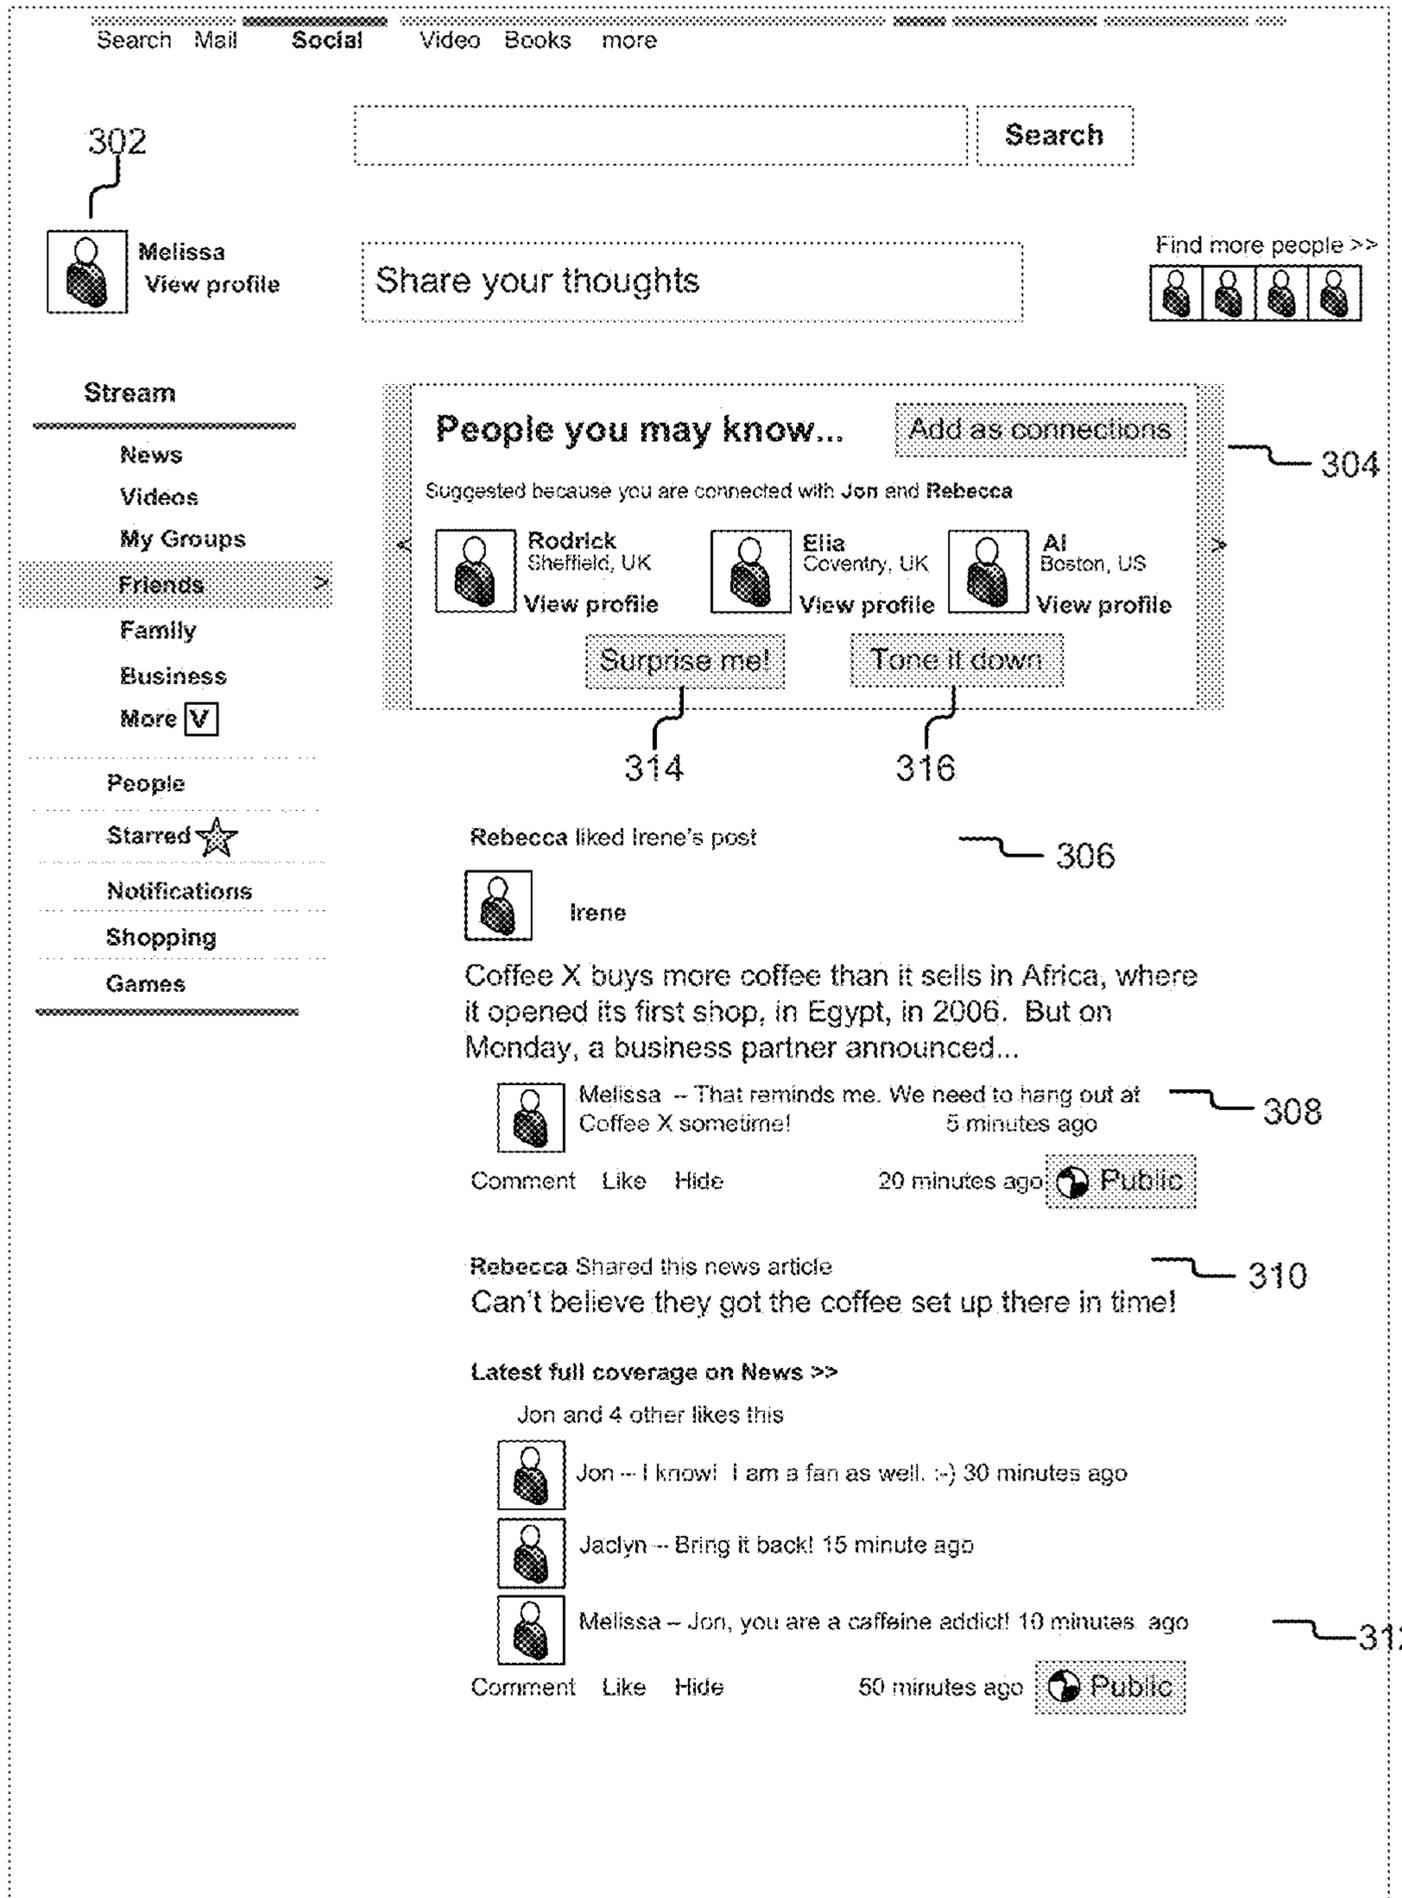 Search Mail Social Video Books more
Search
302
Melissa
View profile
Share your thoughts
Find more people >>
Stream
News
Videos
My Groups
Friends >
Family
Business
More V
People
Starred
Notifications
Shopping
Games
People you may know... Add as connections
304
Suggested because you are connected with Jon and Rebecca
< Rodrick Elia Al >
Sheffield, UK Coventry, UK Boston, US
View profile View profile View profile
Surprise me! Tone it down
314 316
Rebecca liked Irene's post
306
Irene
Coffee X buys more coffee than it sells in Africa, where
it opened its first shop, in Egypt, in 2006. But on
Monday, a business partner announced...
Melissa -- That reminds me. We need to hang out at
308
Coffee X sometime! 5 minutes ago
Comment Like Hide 20 minutes ago Public
Rebecca Shared this news article
310
Can't believe they got the coffee set up there in time!
Latest full coverage on News >>
Jon and 4 other likes this
Jon -- I know! I am a fan as well. :-) 30 minutes ago
Jaclyn -- Bring it back! 15 minute ago
Melissa -- Jon, you are a caffeine addict! 10 minutes ago
312
Comment Like Hide 50 minutes ago Public